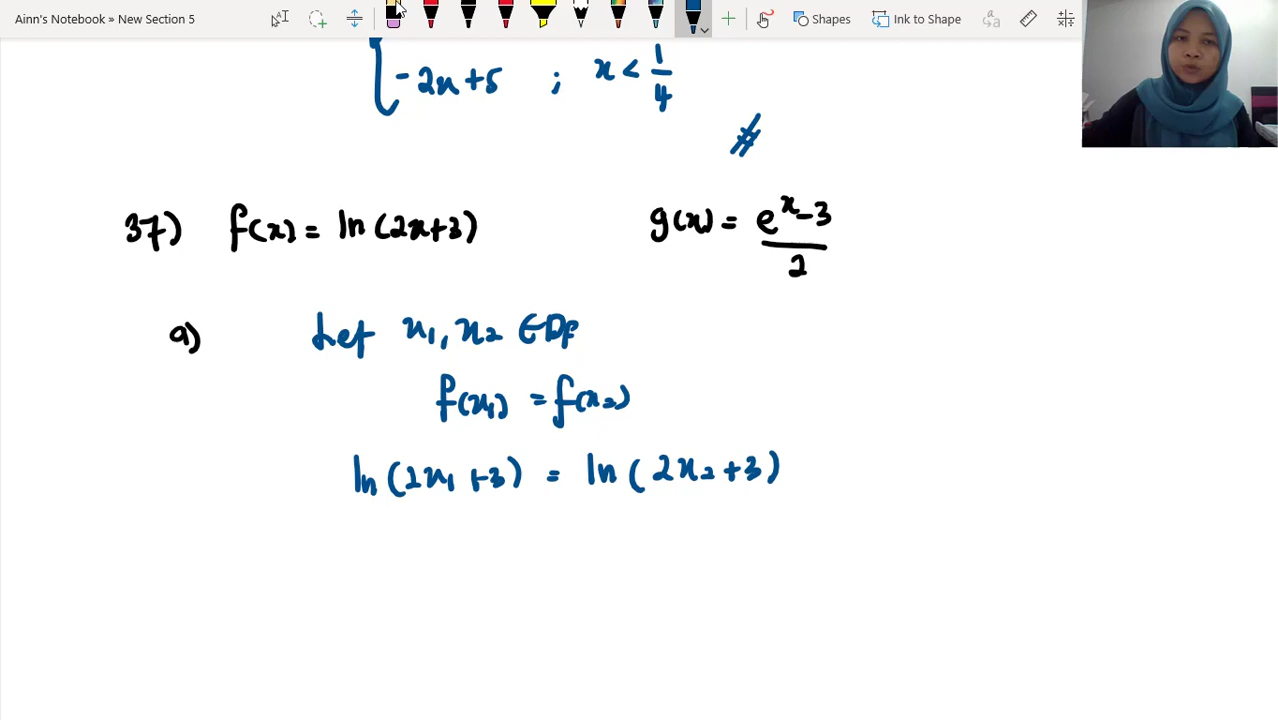 Ainn's Notebook » New Section 5
Shapes
Ink to Shape
-2x+5 ; x < 1/4
#
37) f(x) = ln(2x+3) g(x) = (e^x - 3)/2
a) Let x₁, x₂ ∈ Df
f(x₁) = f(x₂)
ln(2x₁+3) = ln(2x₂+3)